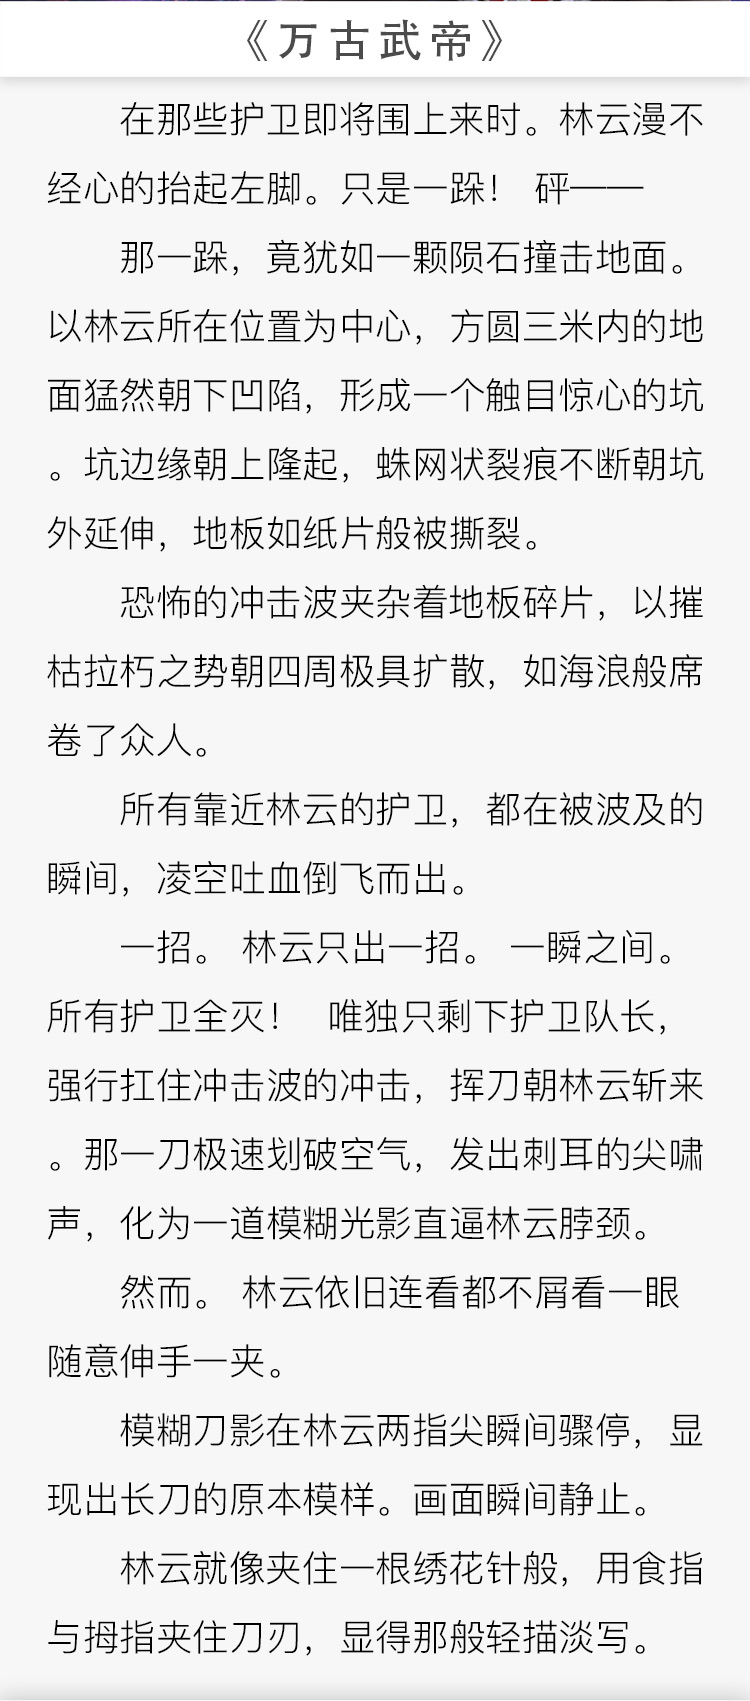 《万古武帝》
在那些护卫即将围上来时。林云漫不
经心的抬起左脚。只是一跺！ 砰——
那一跺，竟犹如一颗陨石撞击地面。
以林云所在位置为中心，方圆三米内的地
面猛然朝下凹陷，形成一个触目惊心的坑
。坑边缘朝上隆起，蛛网状裂痕不断朝坑
外延伸，地板如纸片般被撕裂。
恐怖的冲击波夹杂着地板碎片，以摧
枯拉朽之势朝四周极具扩散，如海浪般席
卷了众人。
所有靠近林云的护卫，都在被波及的
瞬间，凌空吐血倒飞而出。
一招。 林云只出一招。 一瞬之间。
所有护卫全灭！ 唯独只剩下护卫队长，
强行扛住冲击波的冲击，挥刀朝林云斩来
。那一刀极速划破空气，发出刺耳的尖啸
声，化为一道模糊光影直逼林云脖颈。
然而。 林云依旧连看都不屑看一眼
随意伸手一夹。
模糊刀影在林云两指尖瞬间骤停，显
现出长刀的原本模样。画面瞬间静止。
林云就像夹住一根绣花针般，用食指
与拇指夹住刀刃，显得那般轻描淡写。